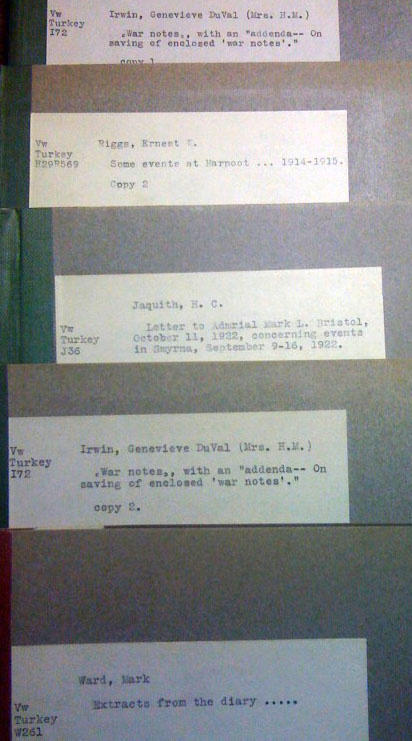 Vw Irwin, Genevieve DuVal (Mrs. H.M.)
Turkey
I72 "War notes", with an "addenda-- On
saving of enclosed 'war notes'."
copy 1
Vw Riggs, Ernest
Turkey
Some events at Harpoot ... 1914-1915.
Copy 2
Jaquith, H. C.
Vw Letter to Admrial Mark L. Bristol,
Turkey October 11, 1922, concerning events
J36 in Smyrna, September 9-16, 1922.
Vw Irwin, Genevieve DuVal (Mrs. H.M.)
Turkey
I72 "War notes", with an "addenda-- On
saving of enclosed 'war notes'."
copy 2.
Ward, Mark
Vw Extracts from the diary .....
Turkey
W261